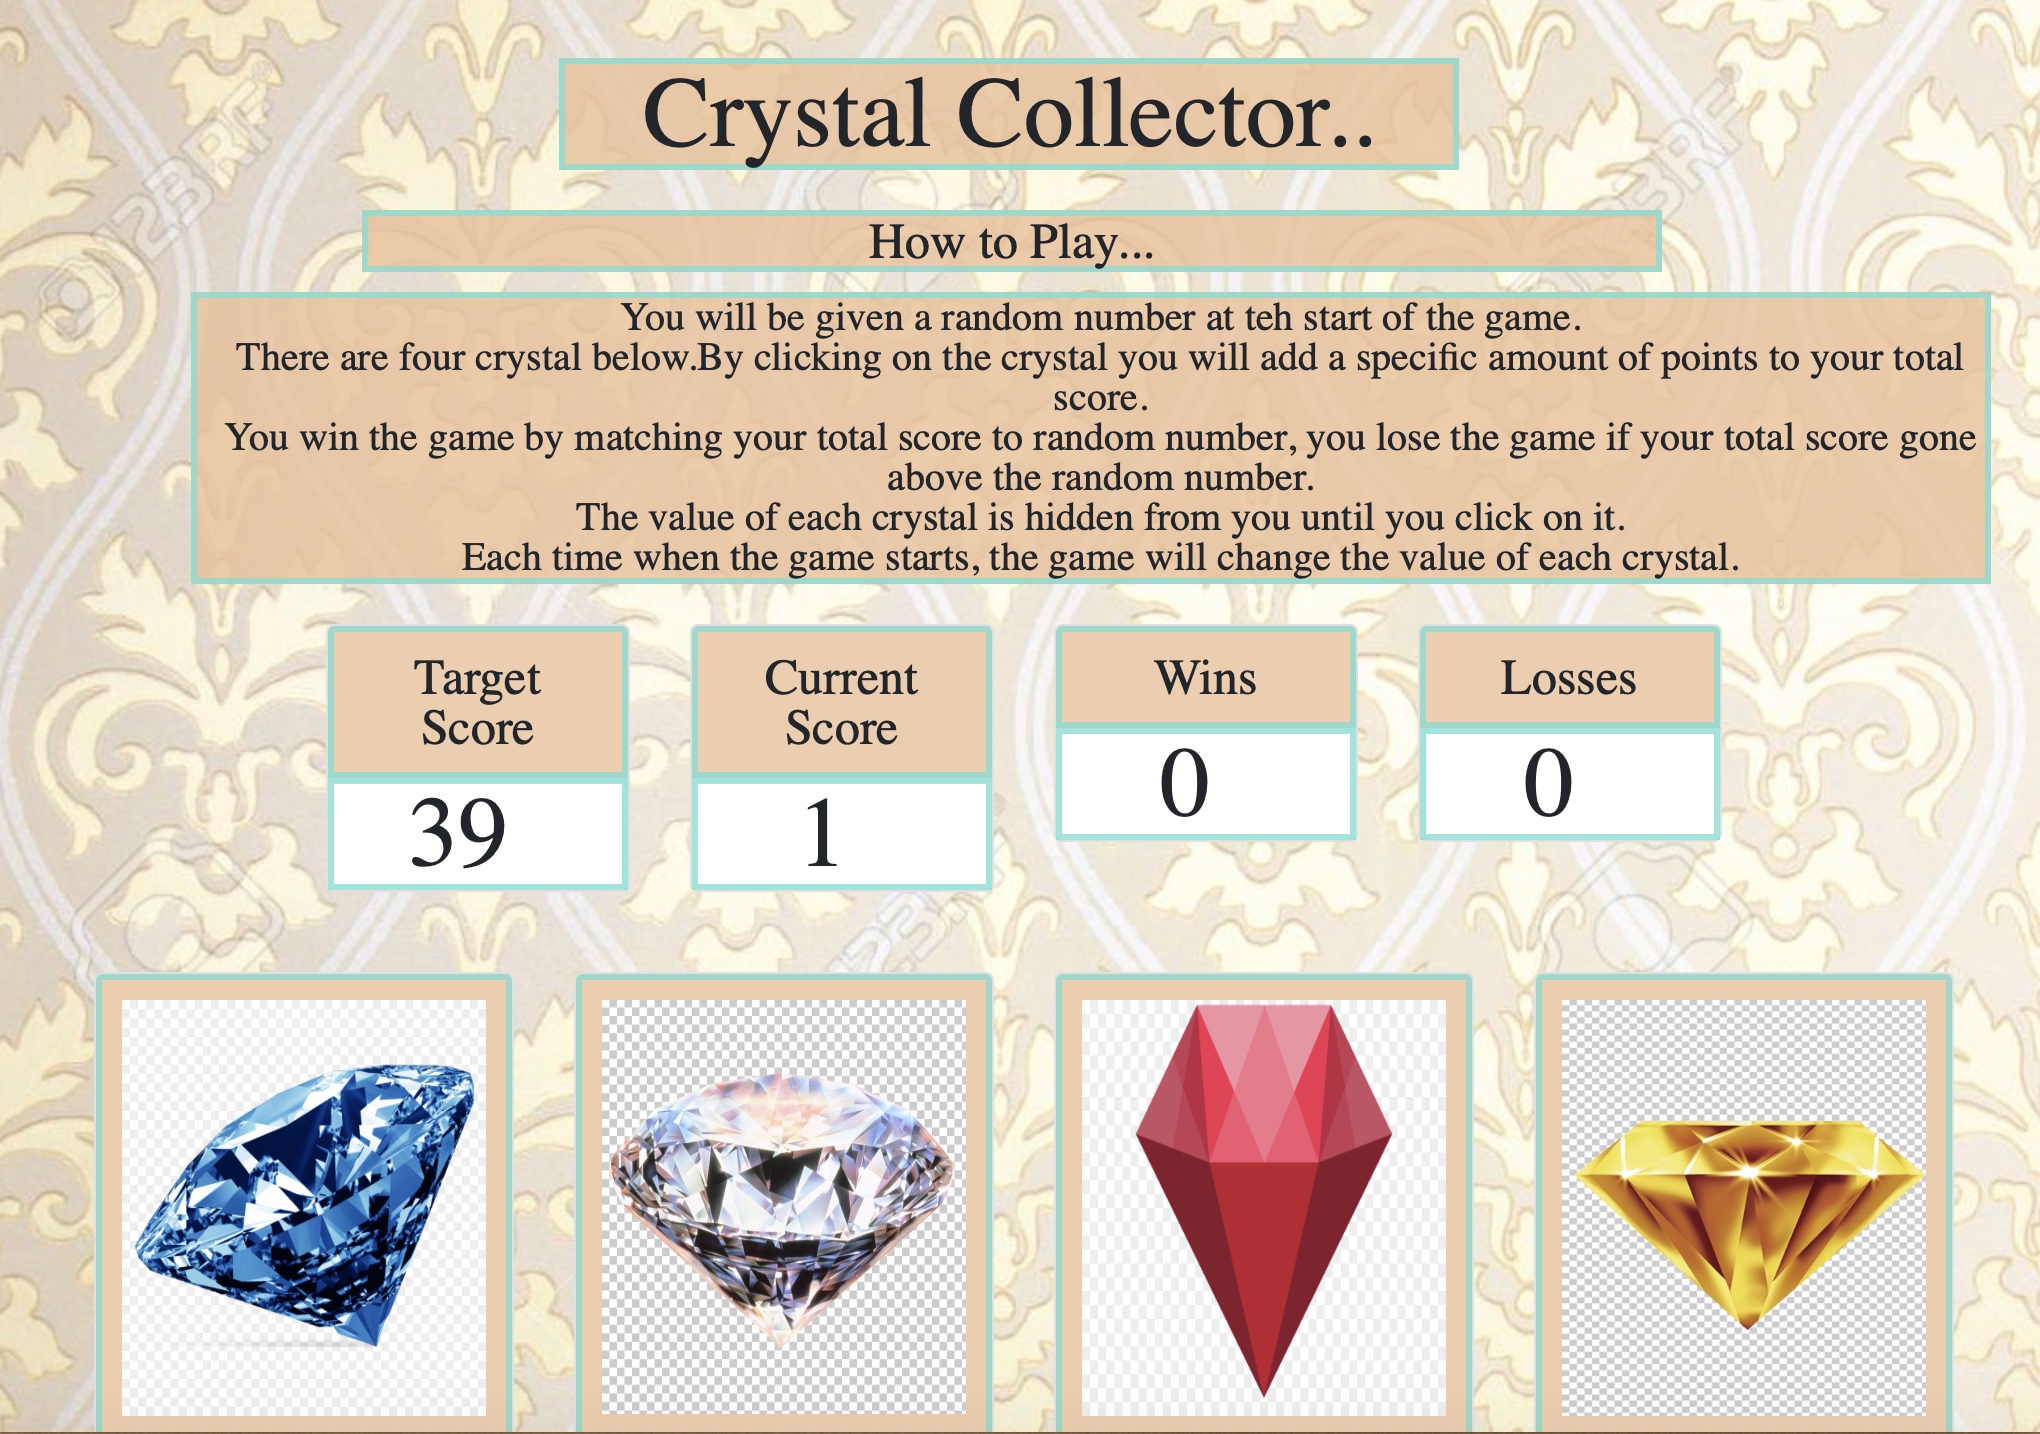 Crystal Collector..
How to Play...
You will be given a random number at teh start of the game.
There are four crystal below.By clicking on the crystal you will add a specific amount of points to your total
score.
You win the game by matching your total score to random number, you lose the game if your total score gone
above the random number.
The value of each crystal is hidden from you until you click on it.
Each time when the game starts, the game will change the value of each crystal.
Target
Score
39
Current
Score
1
Wins
0
Losses
0
123RF